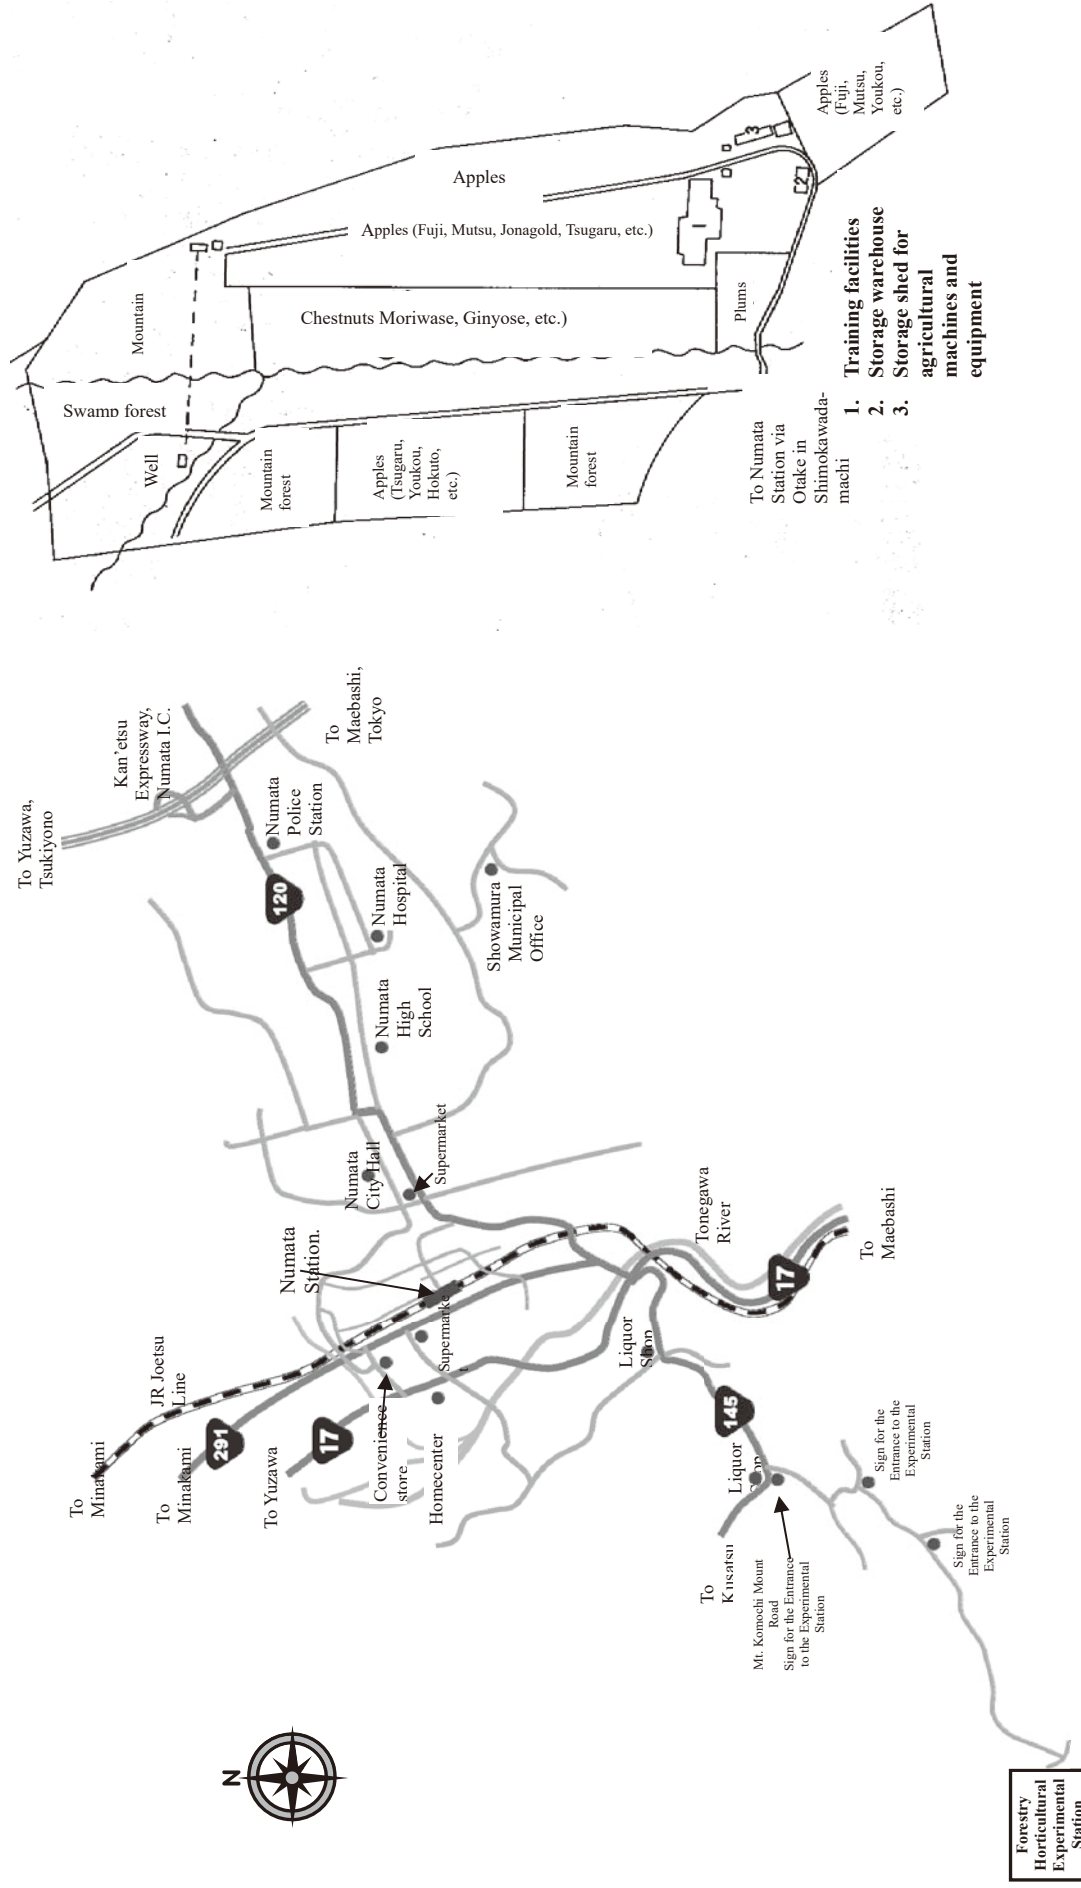 Apples
(Fuji,
Mutsu,
Youkou,
etc.)
3
2
1
Apples
Apples (Fuji, Mutsu, Jonagold, Tsugaru, etc.)
Mountain
Chestnuts Moriwase, Ginyose, etc.)
Plums
Swamp forest
Well
Mountain
forest
Apples
(Tsugaru,
Youkou,
Hokuto,
etc.)
Mountain
forest
To Numata
Station via
Otake in
Shimokawada-
machi
1. Training facilities
2. Storage warehouse
3. Storage shed for
agricultural
machines and
equipment
To Yuzawa,
Tsukiyono
Kan'etsu
Expressway,
Numata I.C.
To
Maebashi,
Tokyo
Numata
Police
Station
120
Numata
Hospital
Showamura
Municipal
Office
Numata
High
School
Numata
City Hall
Supermarket
Numata
Station.
Tonegawa
River
To
Maebashi
17
JR Joetsu
Line
To
Minakami
291
To
Minakami
17
To Yuzawa
Supermarke
Convenience
store
Homecenter
Liquor
Shop
145
Liquor
To
Kusatsu
Mt. Komochi Mount
Road
Sign for the Entrance
to the Experimental
Station
Sign for the
Entrance to the
Experimental
Station
Sign for the
Entrance to the
Experimental
Station
N
Forestry
Horticultural
Experimental
Station